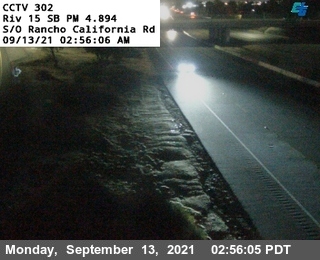 CCTV 302
Riv 15 SB PM 4.894
S/O Rancho California Rd
09/13/21 02:56:06 AM
Monday, September 13, 2021 02:56:05 PDT